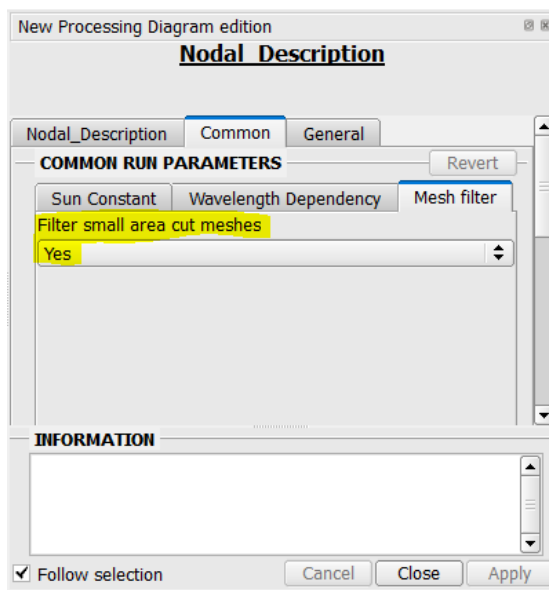 New Processing Diagram edition
Nodal_Description
Nodal_Description Common General
COMMON RUN PARAMETERS Revert
Sun Constant Wavelength Dependency Mesh filter
Filter small area cut meshes
Yes
INFORMATION
Follow selection Cancel Close Apply